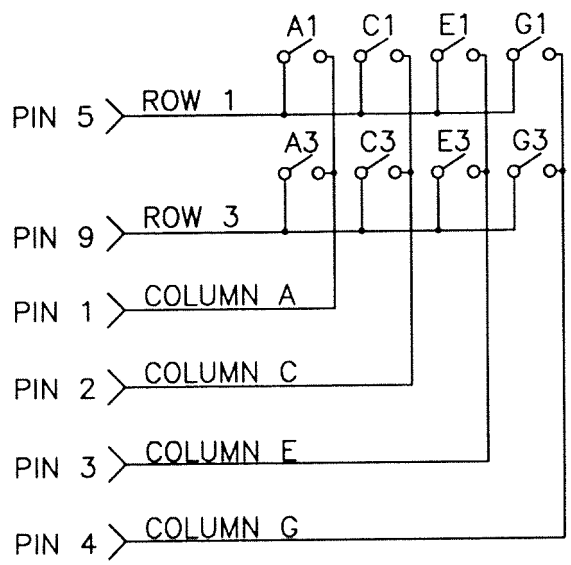 A1 C1 E1 G1
PIN 5 ROW 1
A3 C3 E3 G3
PIN 9 ROW 3
PIN 1 COLUMN A
PIN 2 COLUMN C
PIN 3 COLUMN E
PIN 4 COLUMN G